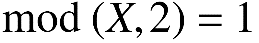 mod (X,2) = 1